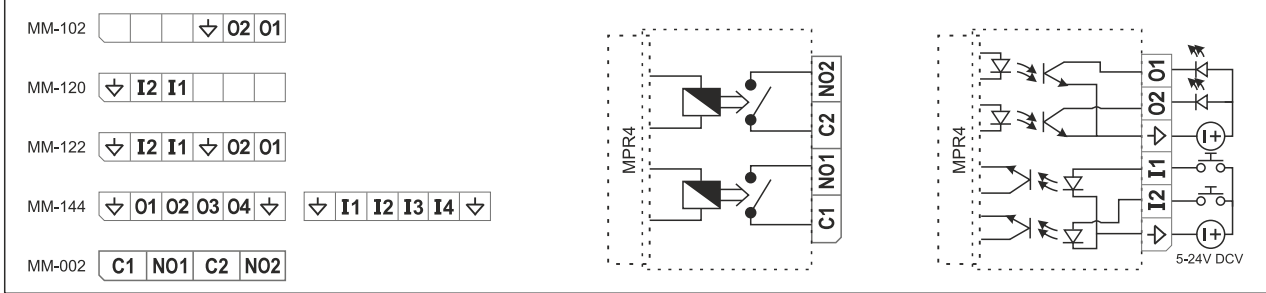 MM-102 O2 O1
MM-120 I2 I1
MM-122 I2 I1 O2 O1
MM-144 O1 O2 O3 O4 I1 I2 I3 I4
MM-002 C1 NO1 C2 NO2
MPR4
NO2
C2
NO1
C1
MPR4
O1
O2
I1
I2
5-24V DCV